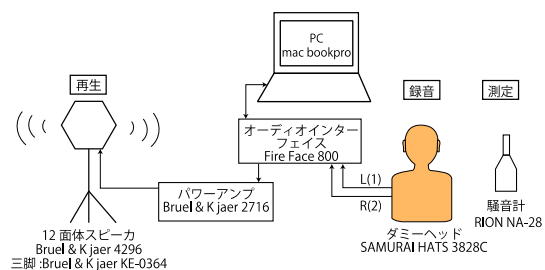 PC
mac bookpro
再生
録音
測定
オーディオインター
フェイス
Fire Face 800
L(1)
R(2)
パワーアンプ
Bruel & K jaer 2716
12 面体スピーカ
Bruel & K jaer 4296
三脚 :Bruel & K jaer KE-0364
ダミーヘッド
SAMURAI HATS 3828C
騒音計
RION NA-28